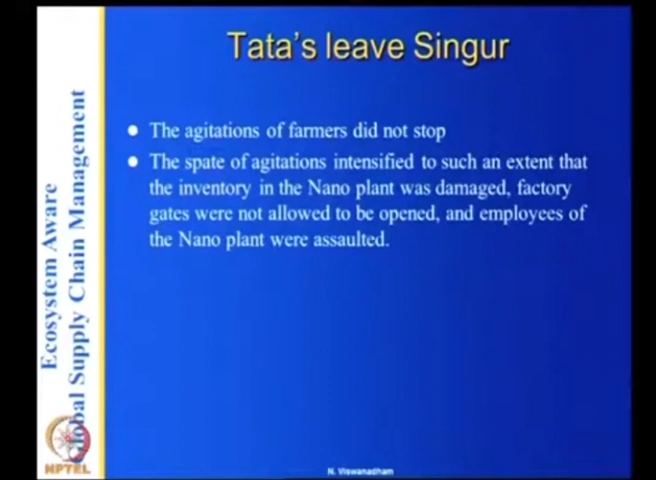 Tata's leave Singur
The agitations of farmers did not stop
The spate of agitations intensified to such an extent that
the inventory in the Nano plant was damaged, factory
gates were not allowed to be opened, and employees of
the Nano plant were assaulted.
Ecosystem Aware
Global Supply Chain Management
NPTEL
N. Viswanadham